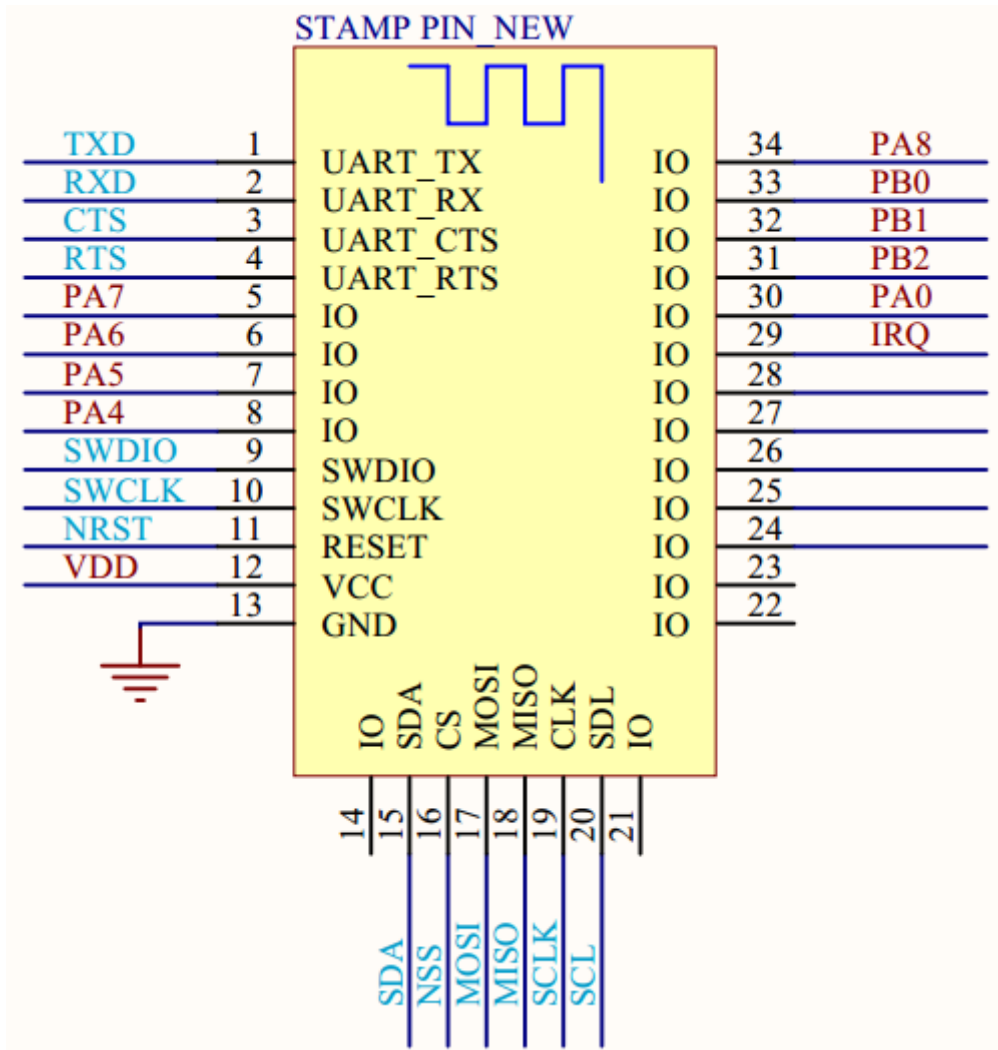 STAMP PIN_NEW
TXD 1 UART_TX IO 34 PA8
RXD 2 UART_RX IO 33 PB0
CTS 3 UART_CTS IO 32 PB1
RTS 4 UART_RTS IO 31 PB2
PA7 5 IO IO 30 PA0
PA6 6 IO IO 29 IRQ
PA5 7 IO IO 28
PA4 8 IO IO 27
SWDIO 9 SWDIO IO 26
SWCLK 10 SWCLK IO 25
NRST 11 RESET IO 24
VDD 12 VCC IO 23
13 GND IO 22
IO SDA CS MOSI MISO CLK SDL IO
14 15 16 17 18 19 20 21
SDA NSS MOSI MISO SCLK SCL